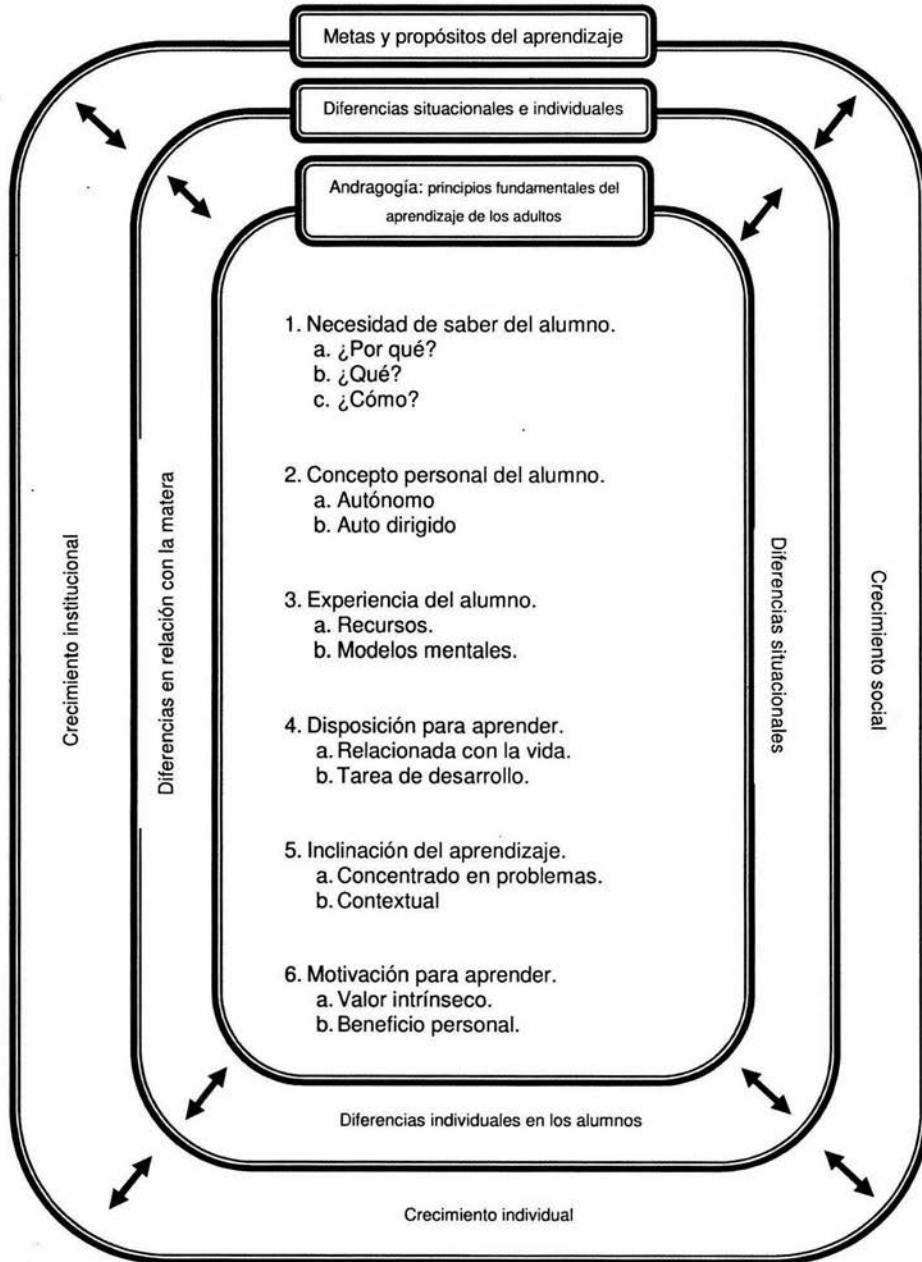 Metas y propósitos del aprendizaje
Diferencias situacionales e individuales
Andragogía: principios fundamentales del
aprendizaje de los adultos
1. Necesidad de saber del alumno.
a. ¿Por qué?
b. ¿Qué?
c. ¿Cómo?
2. Concepto personal del alumno.
a. Autónomo
b. Auto dirigido
3. Experiencia del alumno.
a. Recursos.
b. Modelos mentales.
4. Disposición para aprender.
a. Relacionada con la vida.
b. Tarea de desarrollo.
5. Inclinación del aprendizaje.
a. Concentrado en problemas.
b. Contextual
6. Motivación para aprender.
a. Valor intrínseco.
b. Beneficio personal.
Crecimiento institucional
Diferencias en relación con la matera
Diferencias situacionales
Crecimiento social
Diferencias individuales en los alumnos
Crecimiento individual